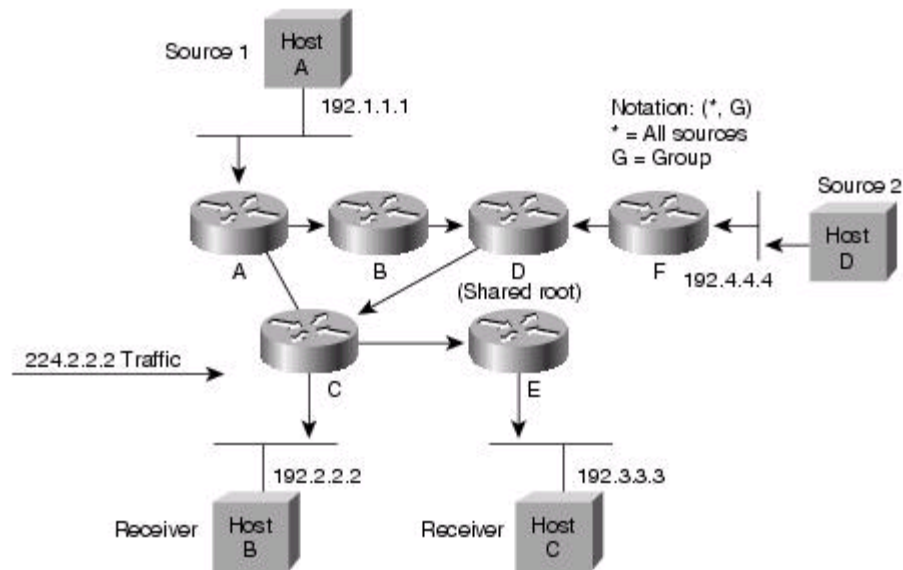 Source 1
Host
A
192.1.1.1
Notation: (*, G)
* = All sources
G = Group
Source 2
Host
D
192.4.4.4
A
B
D
(Shared root)
F
224.2.2.2 Traffic
C
E
192.2.2.2
192.3.3.3
Receiver
Host
B
Receiver
Host
C